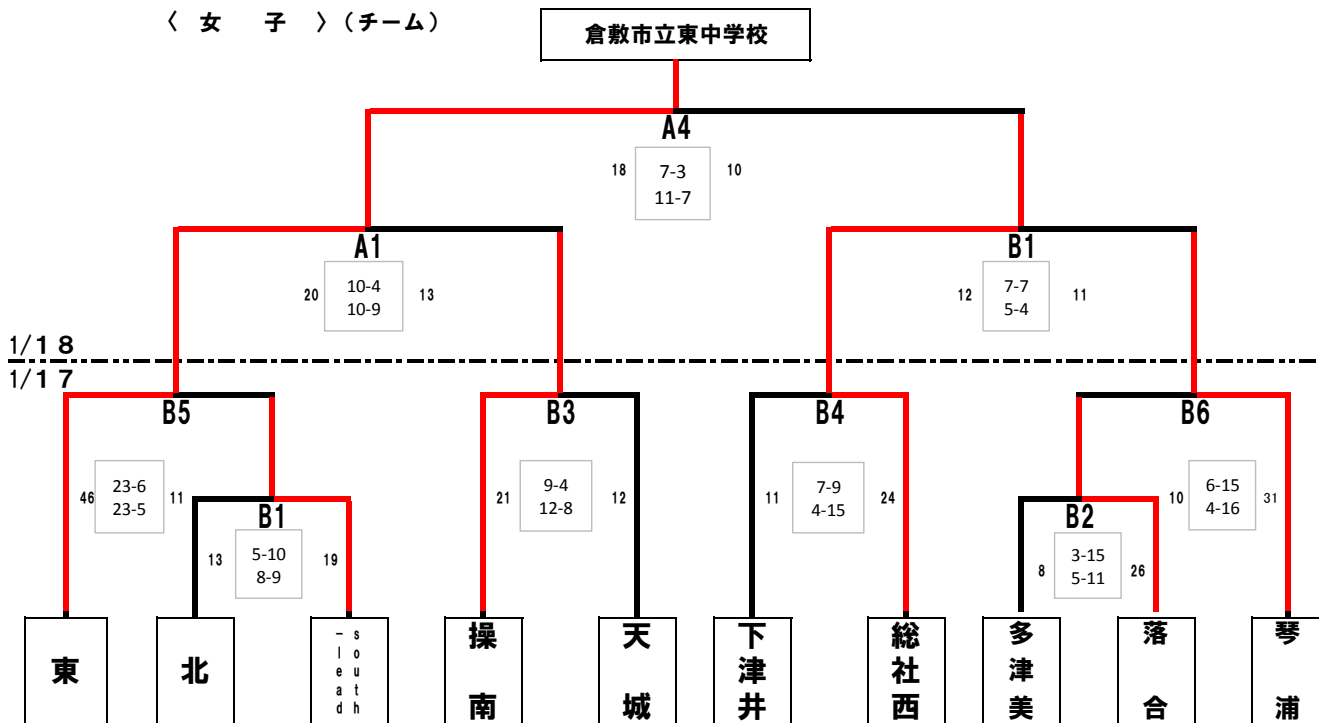 〈 女 子 〉(チーム)
倉敷市立東中学校
A4
18 7-3 10
11-7
A1 B1
20 10-4 13 12 7-7 11
10-9 5-4
1/18
1/17
B5 B3 B4 B6
46 23-6 11 21 9-4 12 11 7-9 24 10 6-15 31
23-5 12-8 4-15 4-16
B1 B2
13 5-10 19 8 3-15 26
8-9 5-11
東
北
south
-lead
操南
天城
下津井
総社西
多津美
落合
琴浦